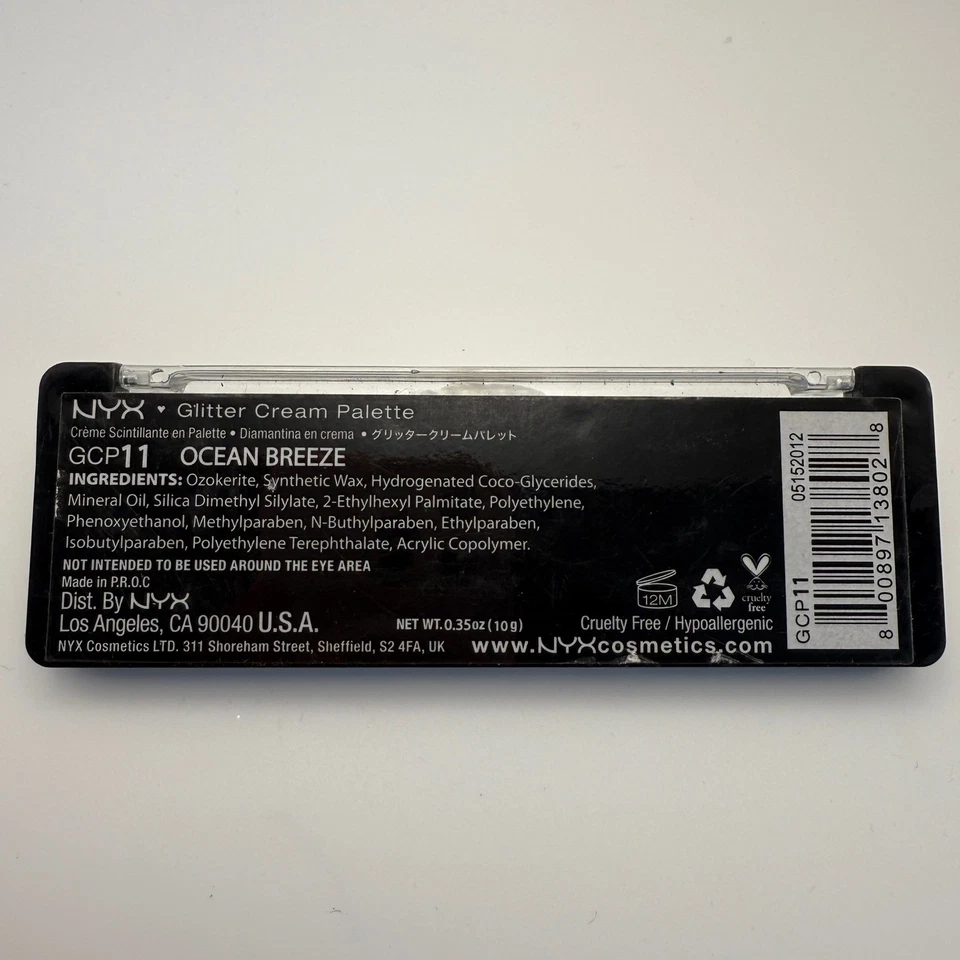 NYX ♥ Glitter Cream Palette
Crème Scintillante en Palette • Diamantina en crema • グリッタークリームパレット
GCP11 OCEAN BREEZE
INGREDIENTS: Ozokerite, Synthetic Wax, Hydrogenated Coco-Glycerides,
Mineral Oil, Silica Dimethyl Silylate, 2-Ethylhexyl Palmitate, Polyethylene,
Phenoxyethanol, Methylparaben, N-Buthylparaben, Ethylparaben,
Isobutylparaben, Polyethylene Terephthalate, Acrylic Copolymer.
NOT INTENDED TO BE USED AROUND THE EYE AREA
Made in P.R.O.C
Dist. By NYX
Los Angeles, CA 90040 U.S.A.
NET WT. 0.35oz (10g)
NYX Cosmetics LTD. 311 Shoreham Street, Sheffield, S2 4FA, UK
12M
cruelty
free
Cruelty Free / Hypoallergenic
www.NYXcosmetics.com
GCP11
05152012
8 00897 13802 8